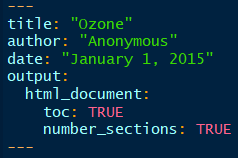 ---
title: "Ozone"
author: "Anonymous"
date: "January 1, 2015"
output:
  html_document:
    toc: TRUE
    number_sections: TRUE
---